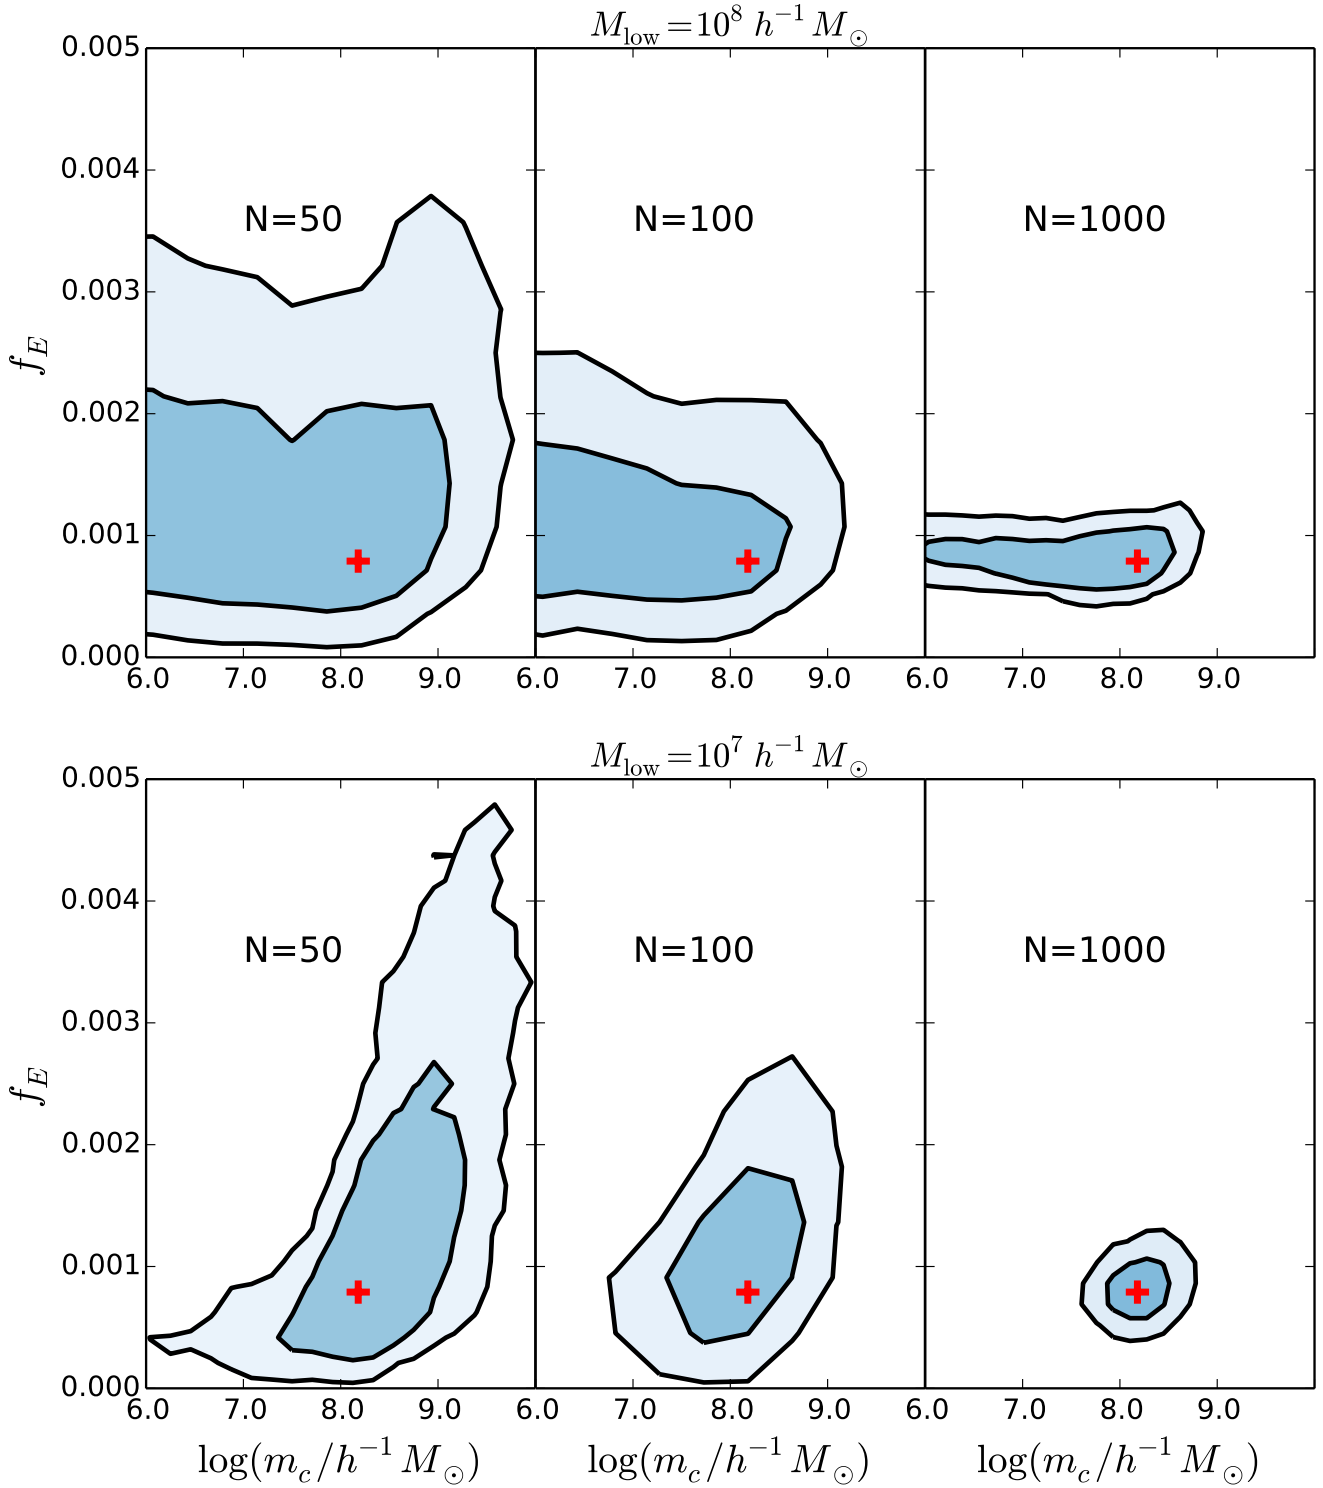 M_low = 10^8 h^−1 M_⊙
0.005
0.004
0.003
0.002
0.001
0.000
f_E
N=50
N=100
N=1000
6.0 7.0 8.0 9.0 6.0 7.0 8.0 9.0 6.0 7.0 8.0 9.0
M_low = 10^7 h^−1 M_⊙
0.005
0.004
0.003
0.002
0.001
0.000
f_E
N=50
N=100
N=1000
6.0 7.0 8.0 9.0 6.0 7.0 8.0 9.0 6.0 7.0 8.0 9.0
log(m_c/h^−1 M_⊙) log(m_c/h^−1 M_⊙) log(m_c/h^−1 M_⊙)